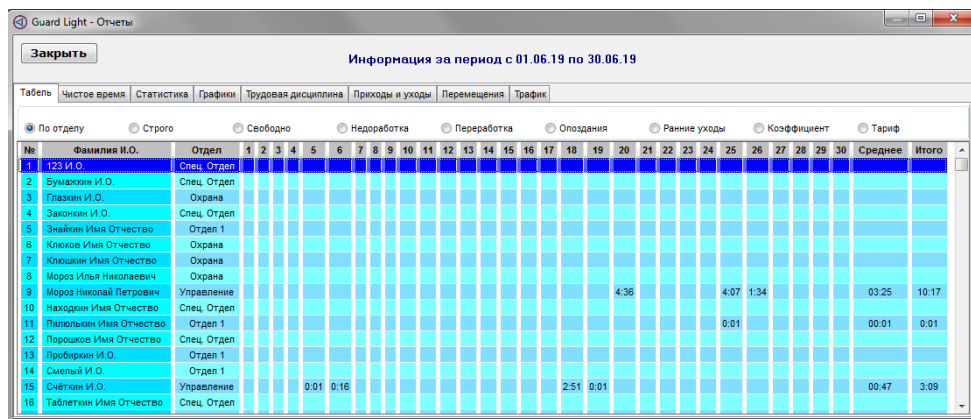 Guard Light - Отчеты
Закрыть
Информация за период с 01.06.19 по 30.06.19
Табель Чистое время Статистика Графики Трудовая дисциплина Приходы и уходы Перемещения Трафик
По отделу Строго Свободно Недоработка Переработка Опоздания Ранние уходы Коэффициент Тариф
№ Фамилия И.О. Отдел 1 2 3 4 5 6 7 8 9 10 11 12 13 14 15 16 17 18 19 20 21 22 23 24 25 26 27 28 29 30 Среднее Итого
1 123 И.О. Спец. Отдел
2 Бумажкин И.О. Спец. Отдел
3 Глазкин И.О. Охрана
4 Законкин И.О. Спец. Отдел
5 Знайкин Имя Отчество Отдел 1
6 Клюков Имя Отчество Охрана
7 Клюшкин Имя Отчество Охрана
8 Мороз Илья Николаевич Охрана
9 Мороз Николай Петрович Управление 4:36 4:07 1:34 03:25 10:17
10 Находкин Имя Отчество Спец. Отдел
11 Пилюлькин Имя Отчество Отдел 1 0:01 00:01 0:01
12 Порошков Имя Отчество Спец. Отдел
13 Пробиркин И.О. Отдел 1
14 Смелый И.О. Отдел 1
15 Счёткин И.О. Управление 0:01 0:16 2:51 0:01 00:47 3:09
16 Таблеткин Имя Отчество Спец. Отдел